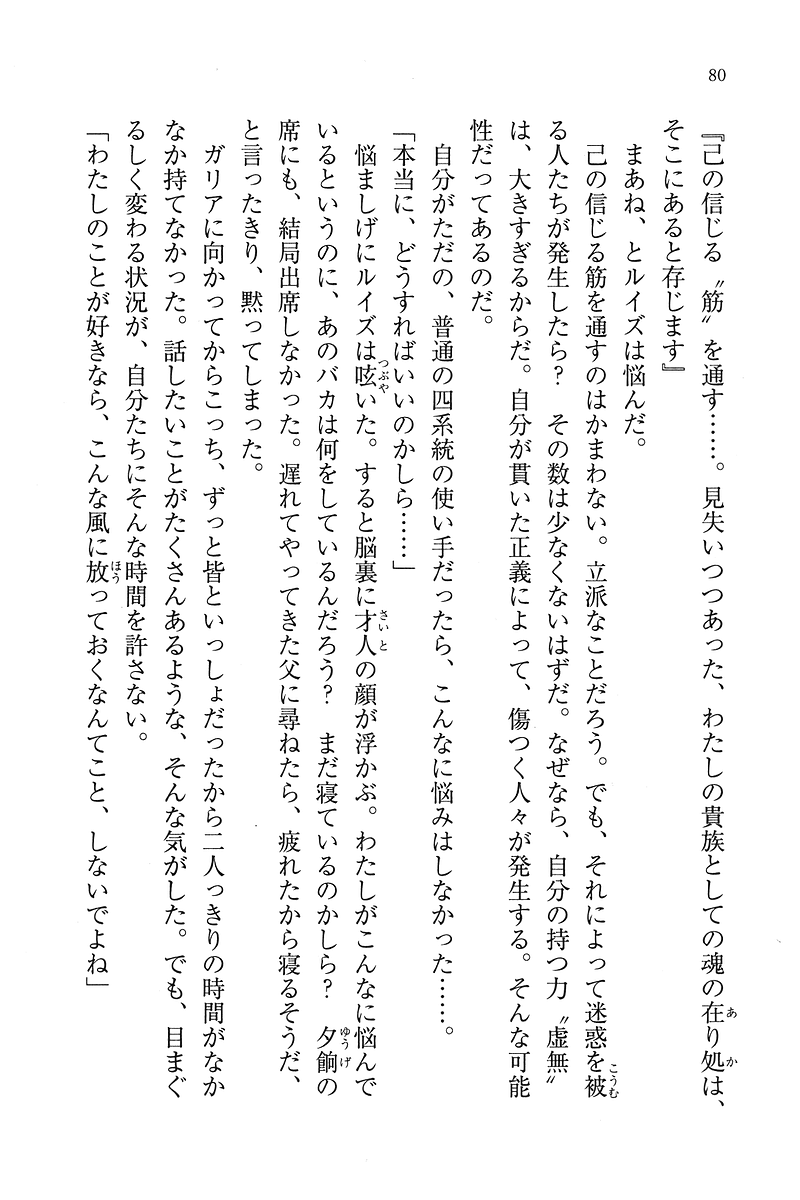 80
『己の信じる〝筋〟を通す……。見失いつつあった、わたしの貴族としての魂の在り処は、
そこにあると存じます』
まあね、とルイズは悩んだ。
己の信じる筋を通すのはかまわない。立派なことだろう。でも、それによって迷惑を被
る人たちが発生したら？　その数は少なくないはずだ。なぜなら、自分の持つ力〝虚無〟
は、大きすぎるからだ。自分が貫いた正義によって、傷つく人々が発生する。そんな可能
性だってあるのだ。
自分がただの、普通の四系統の使い手だったら、こんなに悩みはしなかった……。
「本当に、どうすればいいのかしら……」
悩ましげにルイズは呟いた。すると脳裏に才人の顔が浮かぶ。わたしがこんなに悩んで
いるというのに、あのバカは何をしているんだろう？　まだ寝ているのかしら？　夕餉の
席にも、結局出席しなかった。遅れてやってきた父に尋ねたら、疲れたから寝るそうだ、
と言ったきり、黙ってしまった。
ガリアに向かってからこっち、ずっと皆といっしょだったから二人っきりの時間がなか
なか持てなかった。話したいことがたくさんあるような、そんな気がした。でも、目まぐ
るしく変わる状況が、自分たちにそんな時間を許さない。
「わたしのことが好きなら、こんな風に放っておくなんてこと、しないでよね」